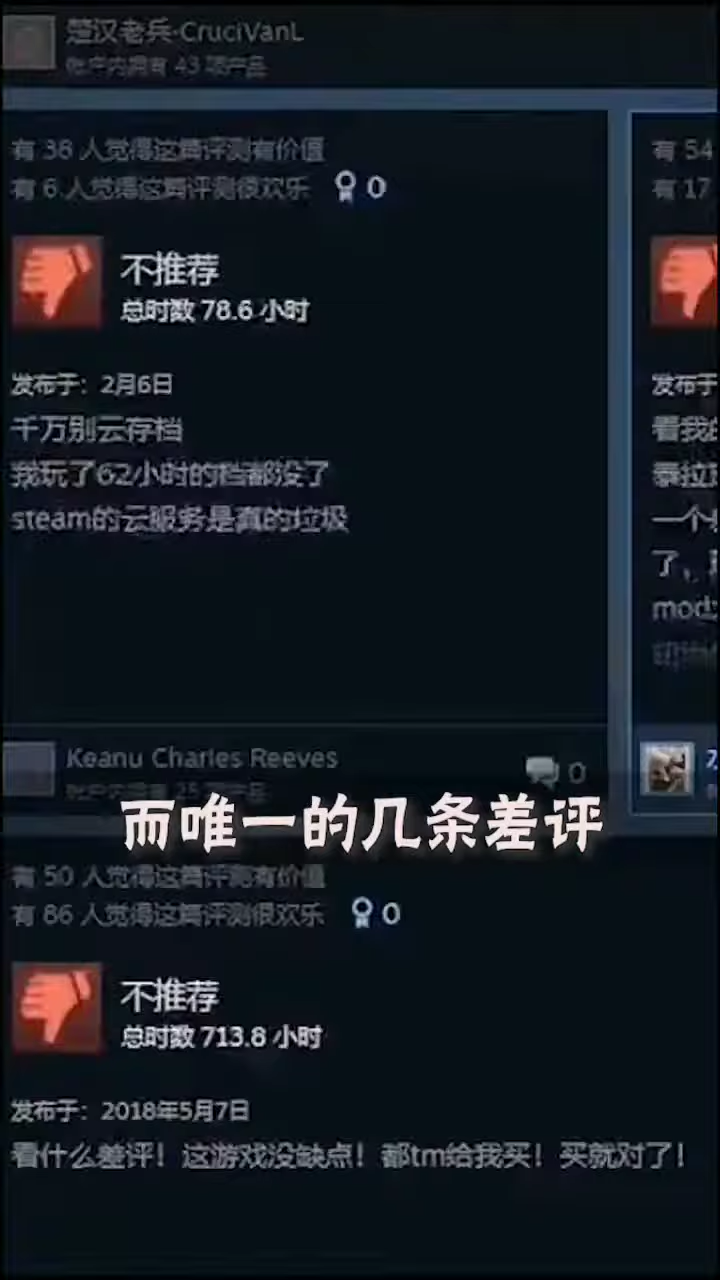 楚汉老兵·CruciVanL
账户内拥有 43 项产品
有 38 人觉得这篇评测有价值
有 6 人觉得这篇评测很欢乐 0
不推荐
总时数 78.6 小时
发布于：2月6日
千万别云存档
我玩了62小时的档都没了
steam的云服务是真的垃圾
Keanu Charles Reeves
0
而唯一的几条差评
有 50 人觉得这篇评测有价值
有 86 人觉得这篇评测很欢乐 0
不推荐
总时数 713.8 小时
发布于：2018年5月7日
看什么差评！这游戏没缺点！都tm给我买！买就对了！
有 54
有 17
发布于
看我的
泰拉
一个
了，
mod